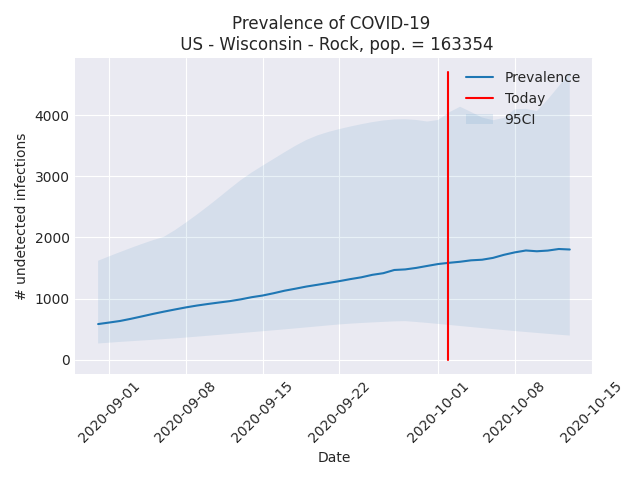 Prevalence of COVID-19
US - Wisconsin - Rock, pop. = 163354
Prevalence
Today
95CI
# undetected infections
4000
3000
2000
1000
0
2020-09-01
2020-09-08
2020-09-15
2020-09-22
2020-10-01
2020-10-08
2020-10-15
Date